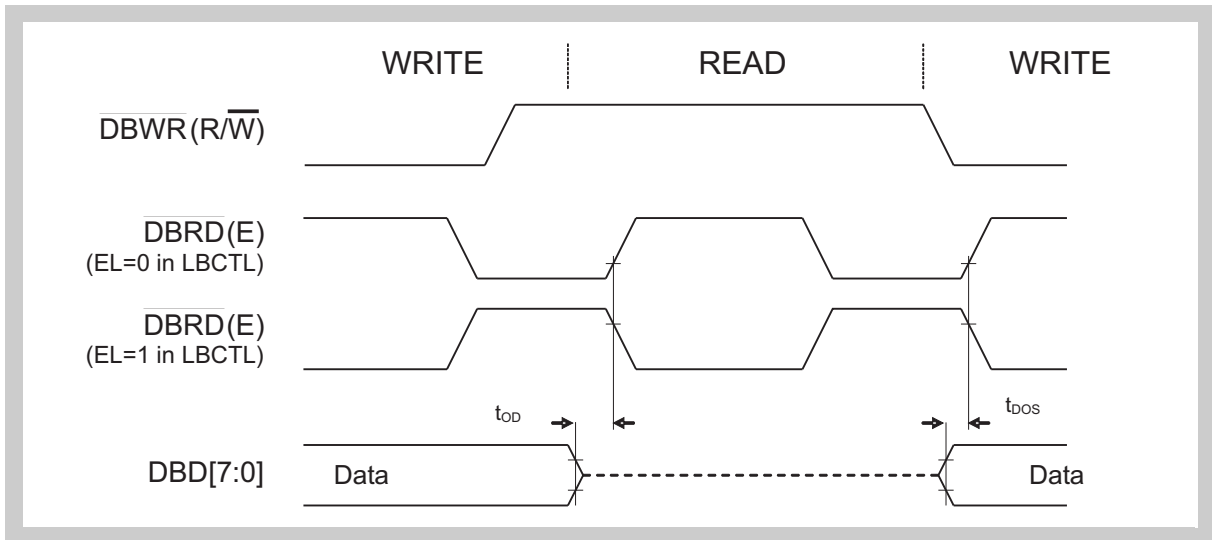 WRITE READ WRITE
DBWR (R/W)
DBRD (E)
(EL=0 in LBCTL)
DBRD (E)
(EL=1 in LBCTL)
tOD tDOS
DBD[7:0] Data Data